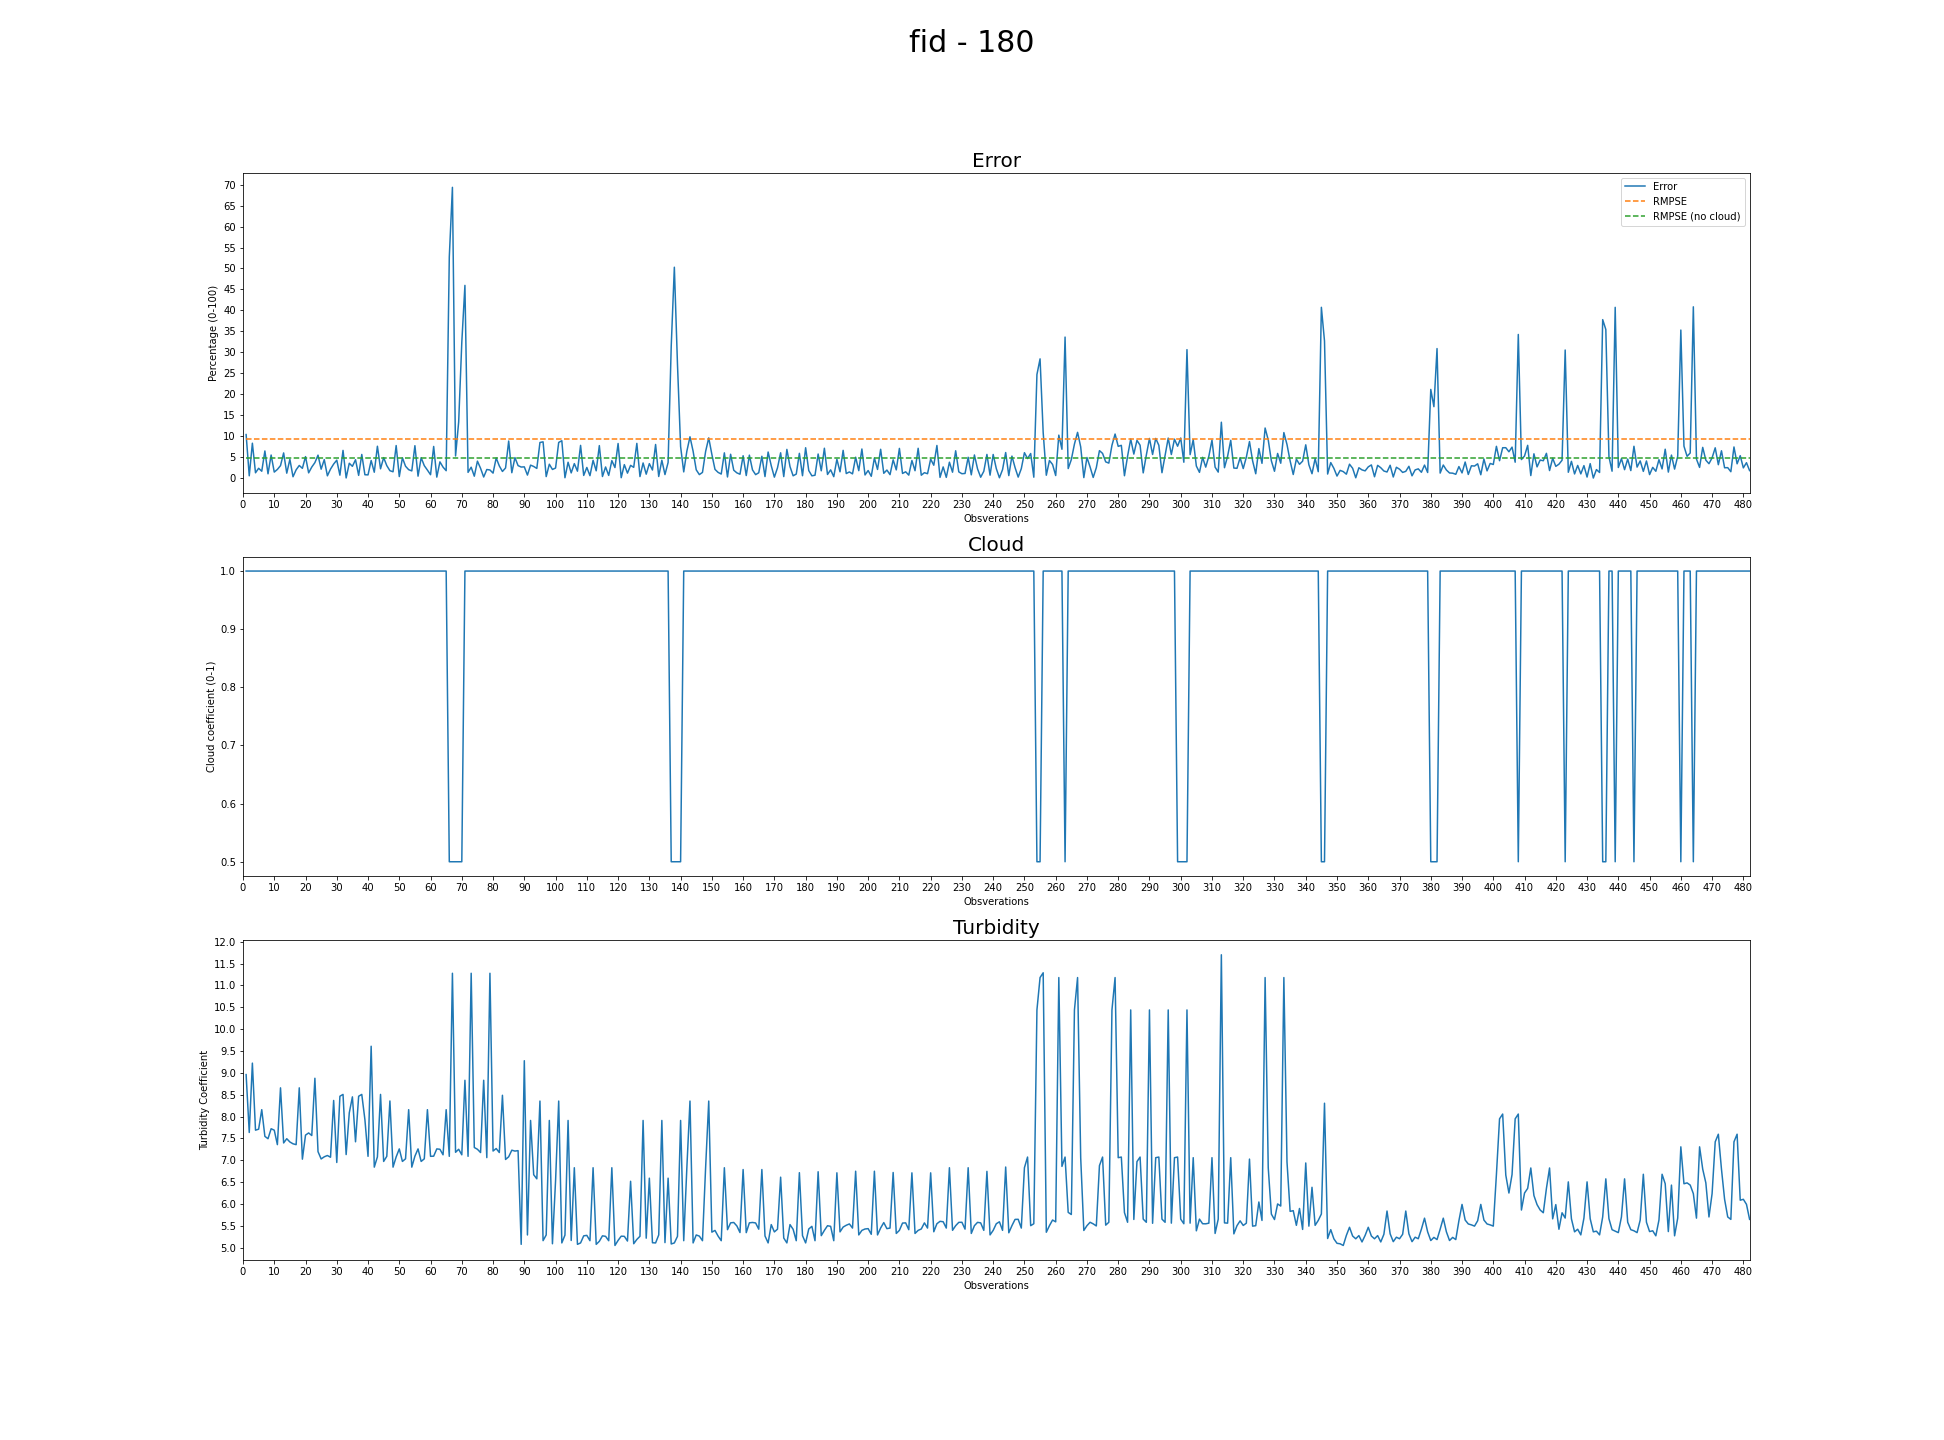 fid - 180
Error
70
65
60
55
50
45
40
35
30
25
20
15
10
5
0
Percentage (0-100)
Error
RMPSE
RMPSE (no cloud)
0 10 20 30 40 50 60 70 80 90 100 110 120 130 140 150 160 170 180 190 200 210 220 230 240 250 260 270 280 290 300 310 320 330 340 350 360 370 380 390 400 410 420 430 440 450 460 470 480
Obsverations
Cloud
1.0
0.9
0.8
0.7
0.6
0.5
Cloud coefficient (0-1)
0 10 20 30 40 50 60 70 80 90 100 110 120 130 140 150 160 170 180 190 200 210 220 230 240 250 260 270 280 290 300 310 320 330 340 350 360 370 380 390 400 410 420 430 440 450 460 470 480
Obsverations
Turbidity
12.0
11.5
11.0
10.5
10.0
9.5
9.0
8.5
8.0
7.5
7.0
6.5
6.0
5.5
5.0
Turbidity Coefficient
0 10 20 30 40 50 60 70 80 90 100 110 120 130 140 150 160 170 180 190 200 210 220 230 240 250 260 270 280 290 300 310 320 330 340 350 360 370 380 390 400 410 420 430 440 450 460 470 480
Obsverations